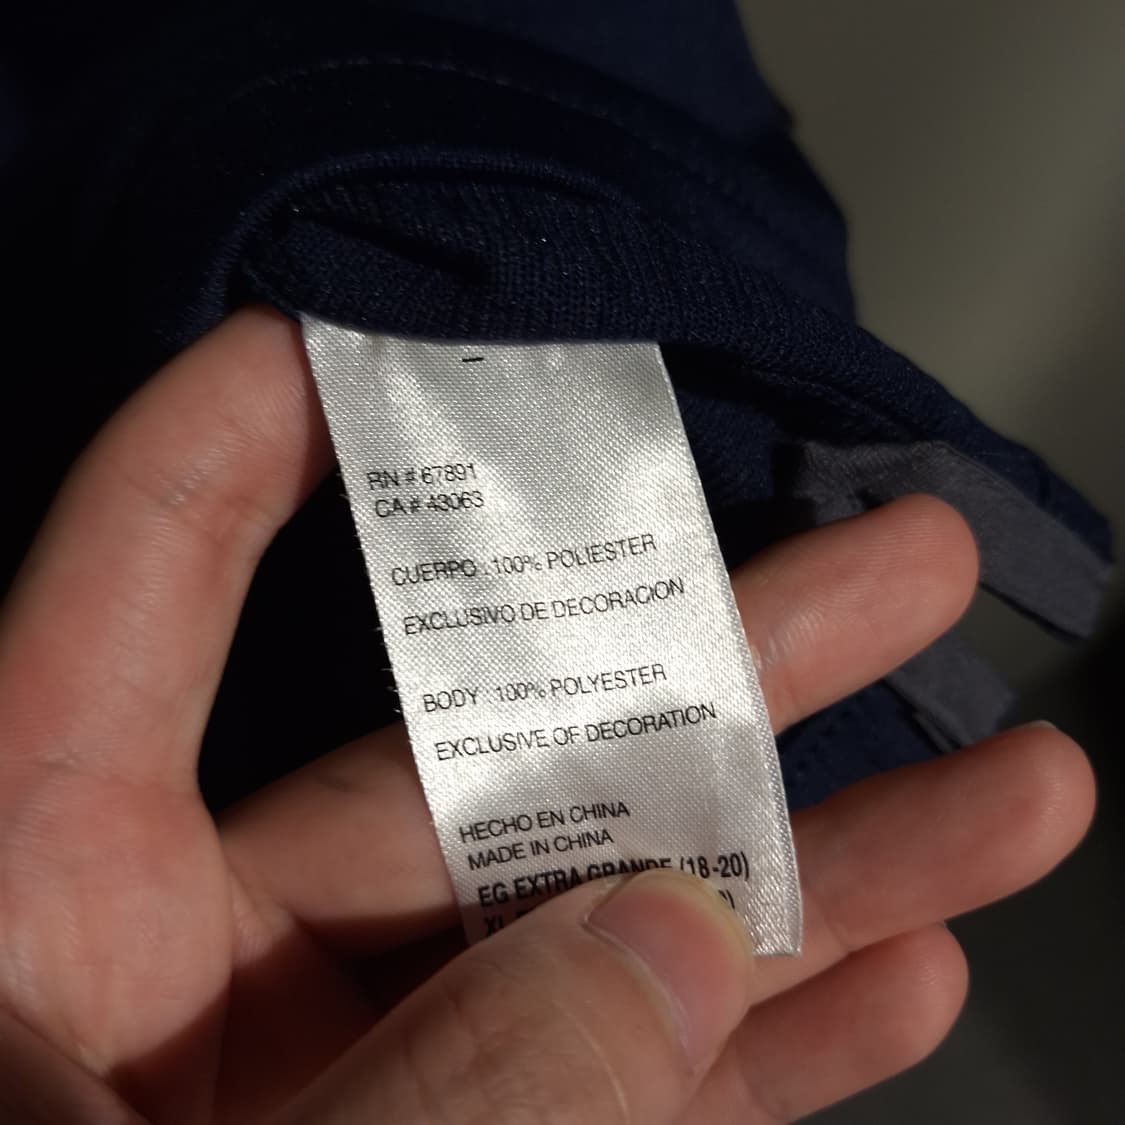 RN # 67891
CA # 43063
CUERPO : 100% POLIESTER
EXCLUSIVO DE DECORACION
BODY : 100% POLYESTER
EXCLUSIVE OF DECORATION
HECHO EN CHINA
MADE IN CHINA
EG EXTRA GRANDE (18-20)
XL